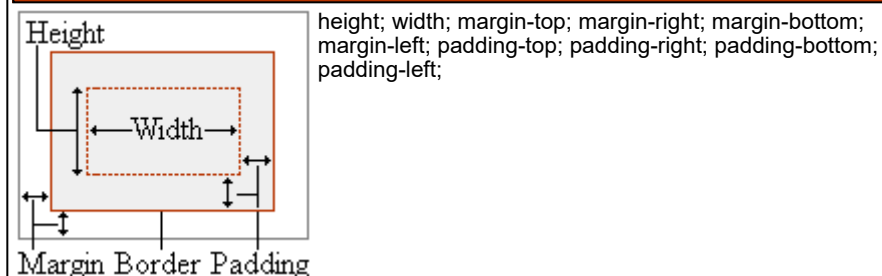 Height
Width
Margin Border Padding
height; width; margin-top; margin-right; margin-bottom;
margin-left; padding-top; padding-right; padding-bottom;
padding-left;